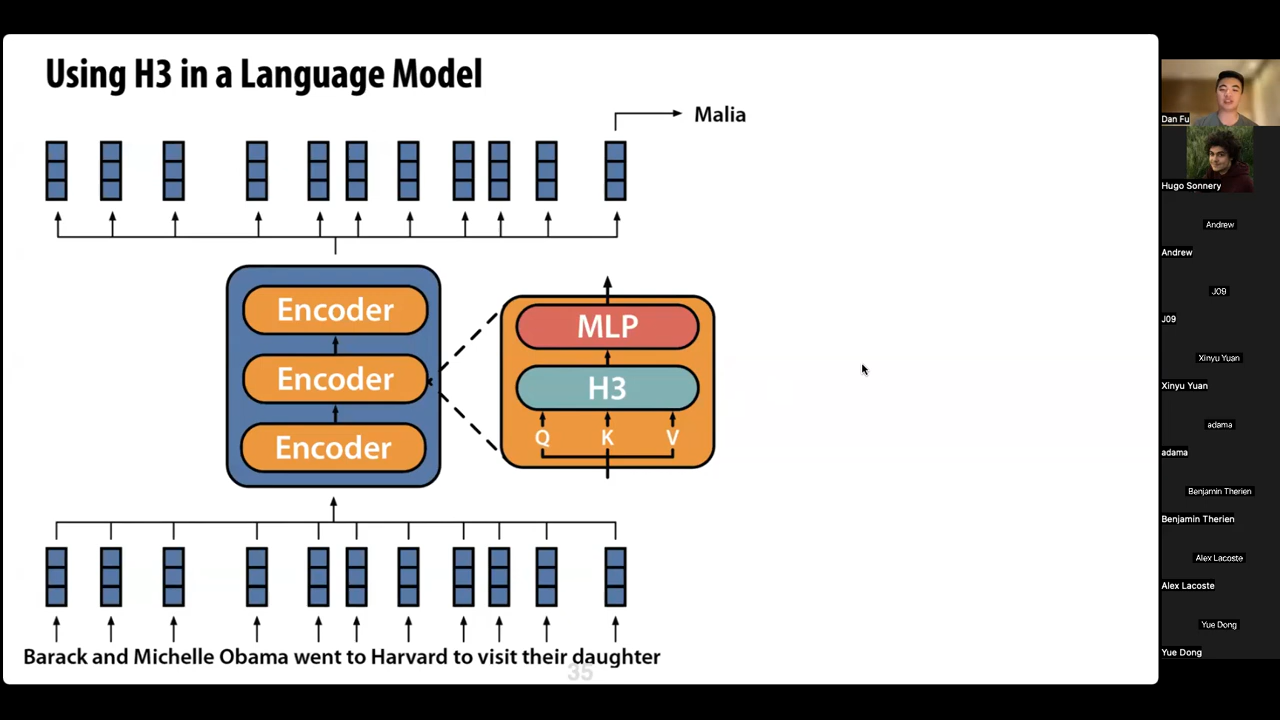 Using H3 in a Language Model
Malia
Encoder
Encoder
Encoder
MLP
H3
Q K V
Barack and Michelle Obama went to Harvard to visit their daughter
35
Dan Fu
Hugo Sonnery
Andrew
Andrew
J09
J09
Xinyu Yuan
Xinyu Yuan
adama
adama
Benjamin Therien
Benjamin Therien
Alex Lacoste
Alex Lacoste
Yue Dong
Yue Dong